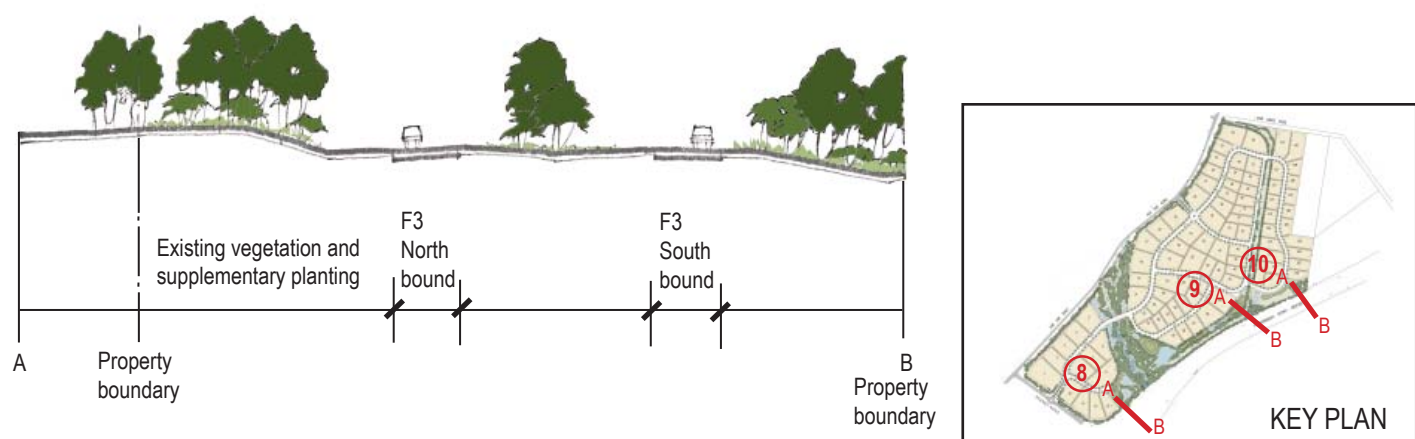 Existing vegetation and
supplementary planting
F3
North
bound
F3
South
bound
A
Property
boundary
B
Property
boundary
10
A
9
A
B
B
8
A
B
KEY PLAN